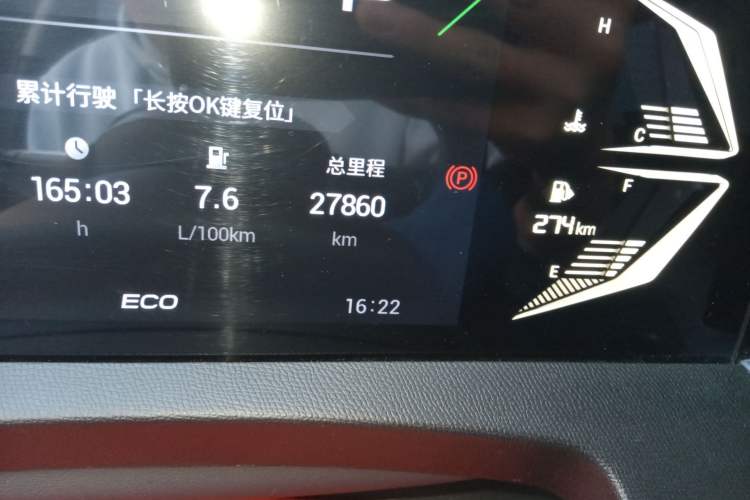 H
累计行驶「长按OK键复位」
C
总里程
165:03
7.6
27860
h
L/100km
km
F
274km
E
ECO
16:22